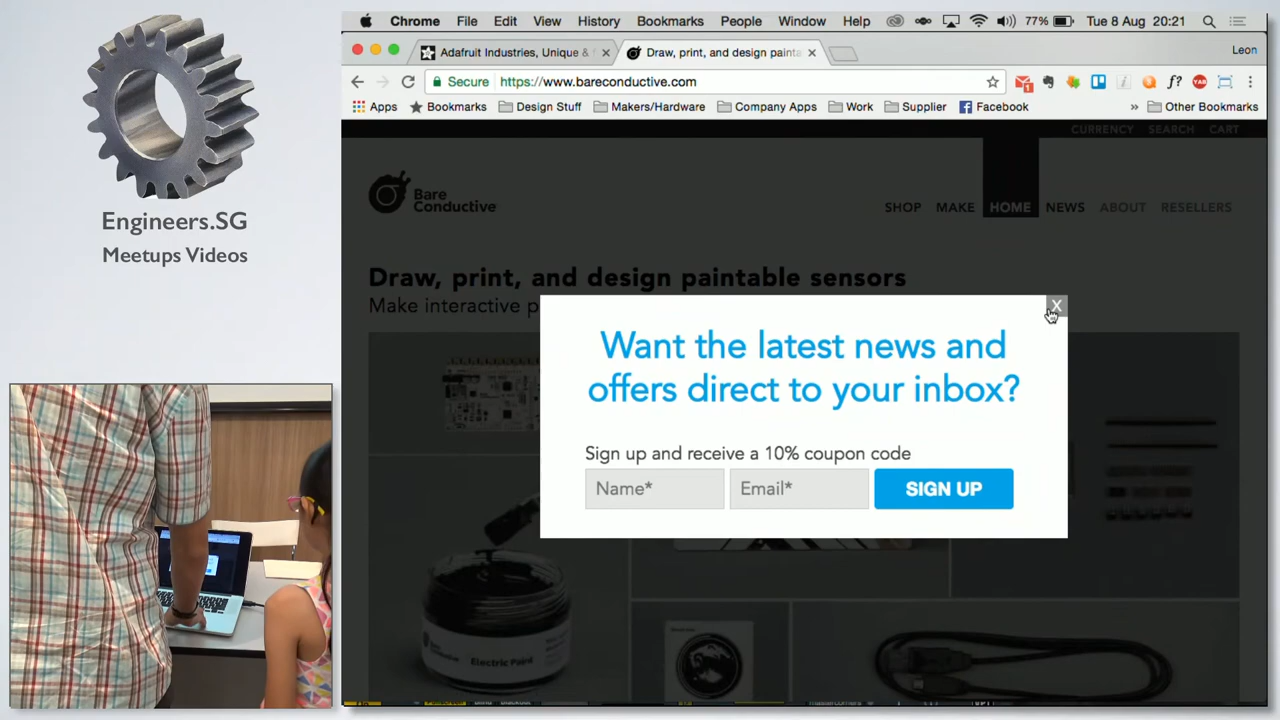 Engineers.SG
Meetups Videos
Chrome File Edit View History Bookmarks People Window Help 77% Tue 8 Aug 20:21
Adafruit Industries, Unique &
Draw, print, and design painta
Leon
Secure https://www.bareconductive.com
Apps Bookmarks Design Stuff Makers/Hardware Company Apps Work Supplier Facebook » Other Bookmarks
CURRENCY SEARCH CART
Bare
Conductive
SHOP MAKE HOME NEWS ABOUT RESELLERS
Draw, print, and design paintable sensors
Make interactive p
X
Want the latest news and
offers direct to your inbox?
Sign up and receive a 10% coupon code
Name* Email* SIGN UP
Bare
Conductive
Electric Paint